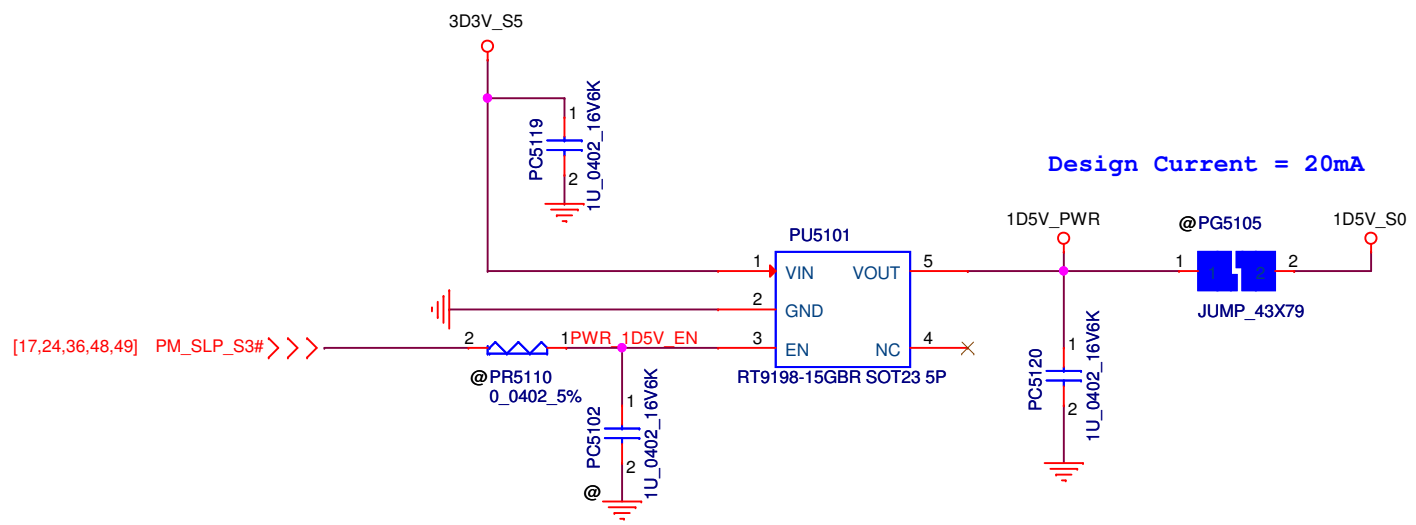 3D3V_S5
1
PC5119
1U_0402_16V6K
2
Design Current = 20mA
1D5V_PWR
@PG5105
1D5V_S0
PU5101
1 VIN VOUT 5
1 1 2 2
JUMP_43X79
2 GND
[17,24,36,48,49] PM_SLP_S3# 2 1 PWR_1D5V_EN 3 EN NC 4
@PR5110
0_0402_5%
RT9198-15GBR SOT23 5P
1
PC5102
1U_0402_16V6K
2
@
1
PC5120
1U_0402_16V6K
2